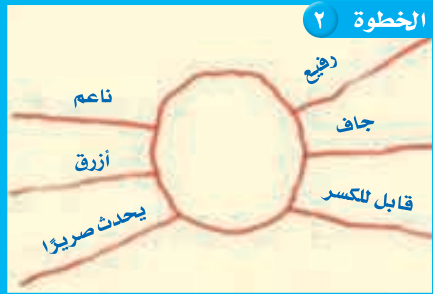 الخطوة ٢
رفيع
ناعم
جاف
أزرق
قابل للكسر
يحدث صريرًا